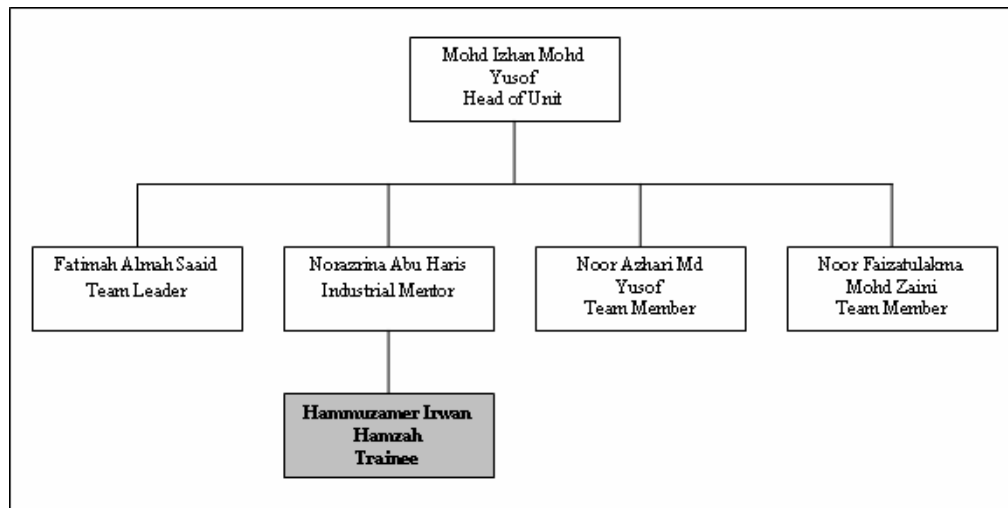 Mohd Izhan Mohd
Yusof
Head of Unit
Fatimah Almah Saaid
Team Leader
Norazrina Abu Haris
Industrial Mentor
Noor Azhari Md
Yusof
Team Member
Noor Faizatulakma
Mohd Zaini
Team Member
Hammuzamer Irwan
Hamzah
Trainee